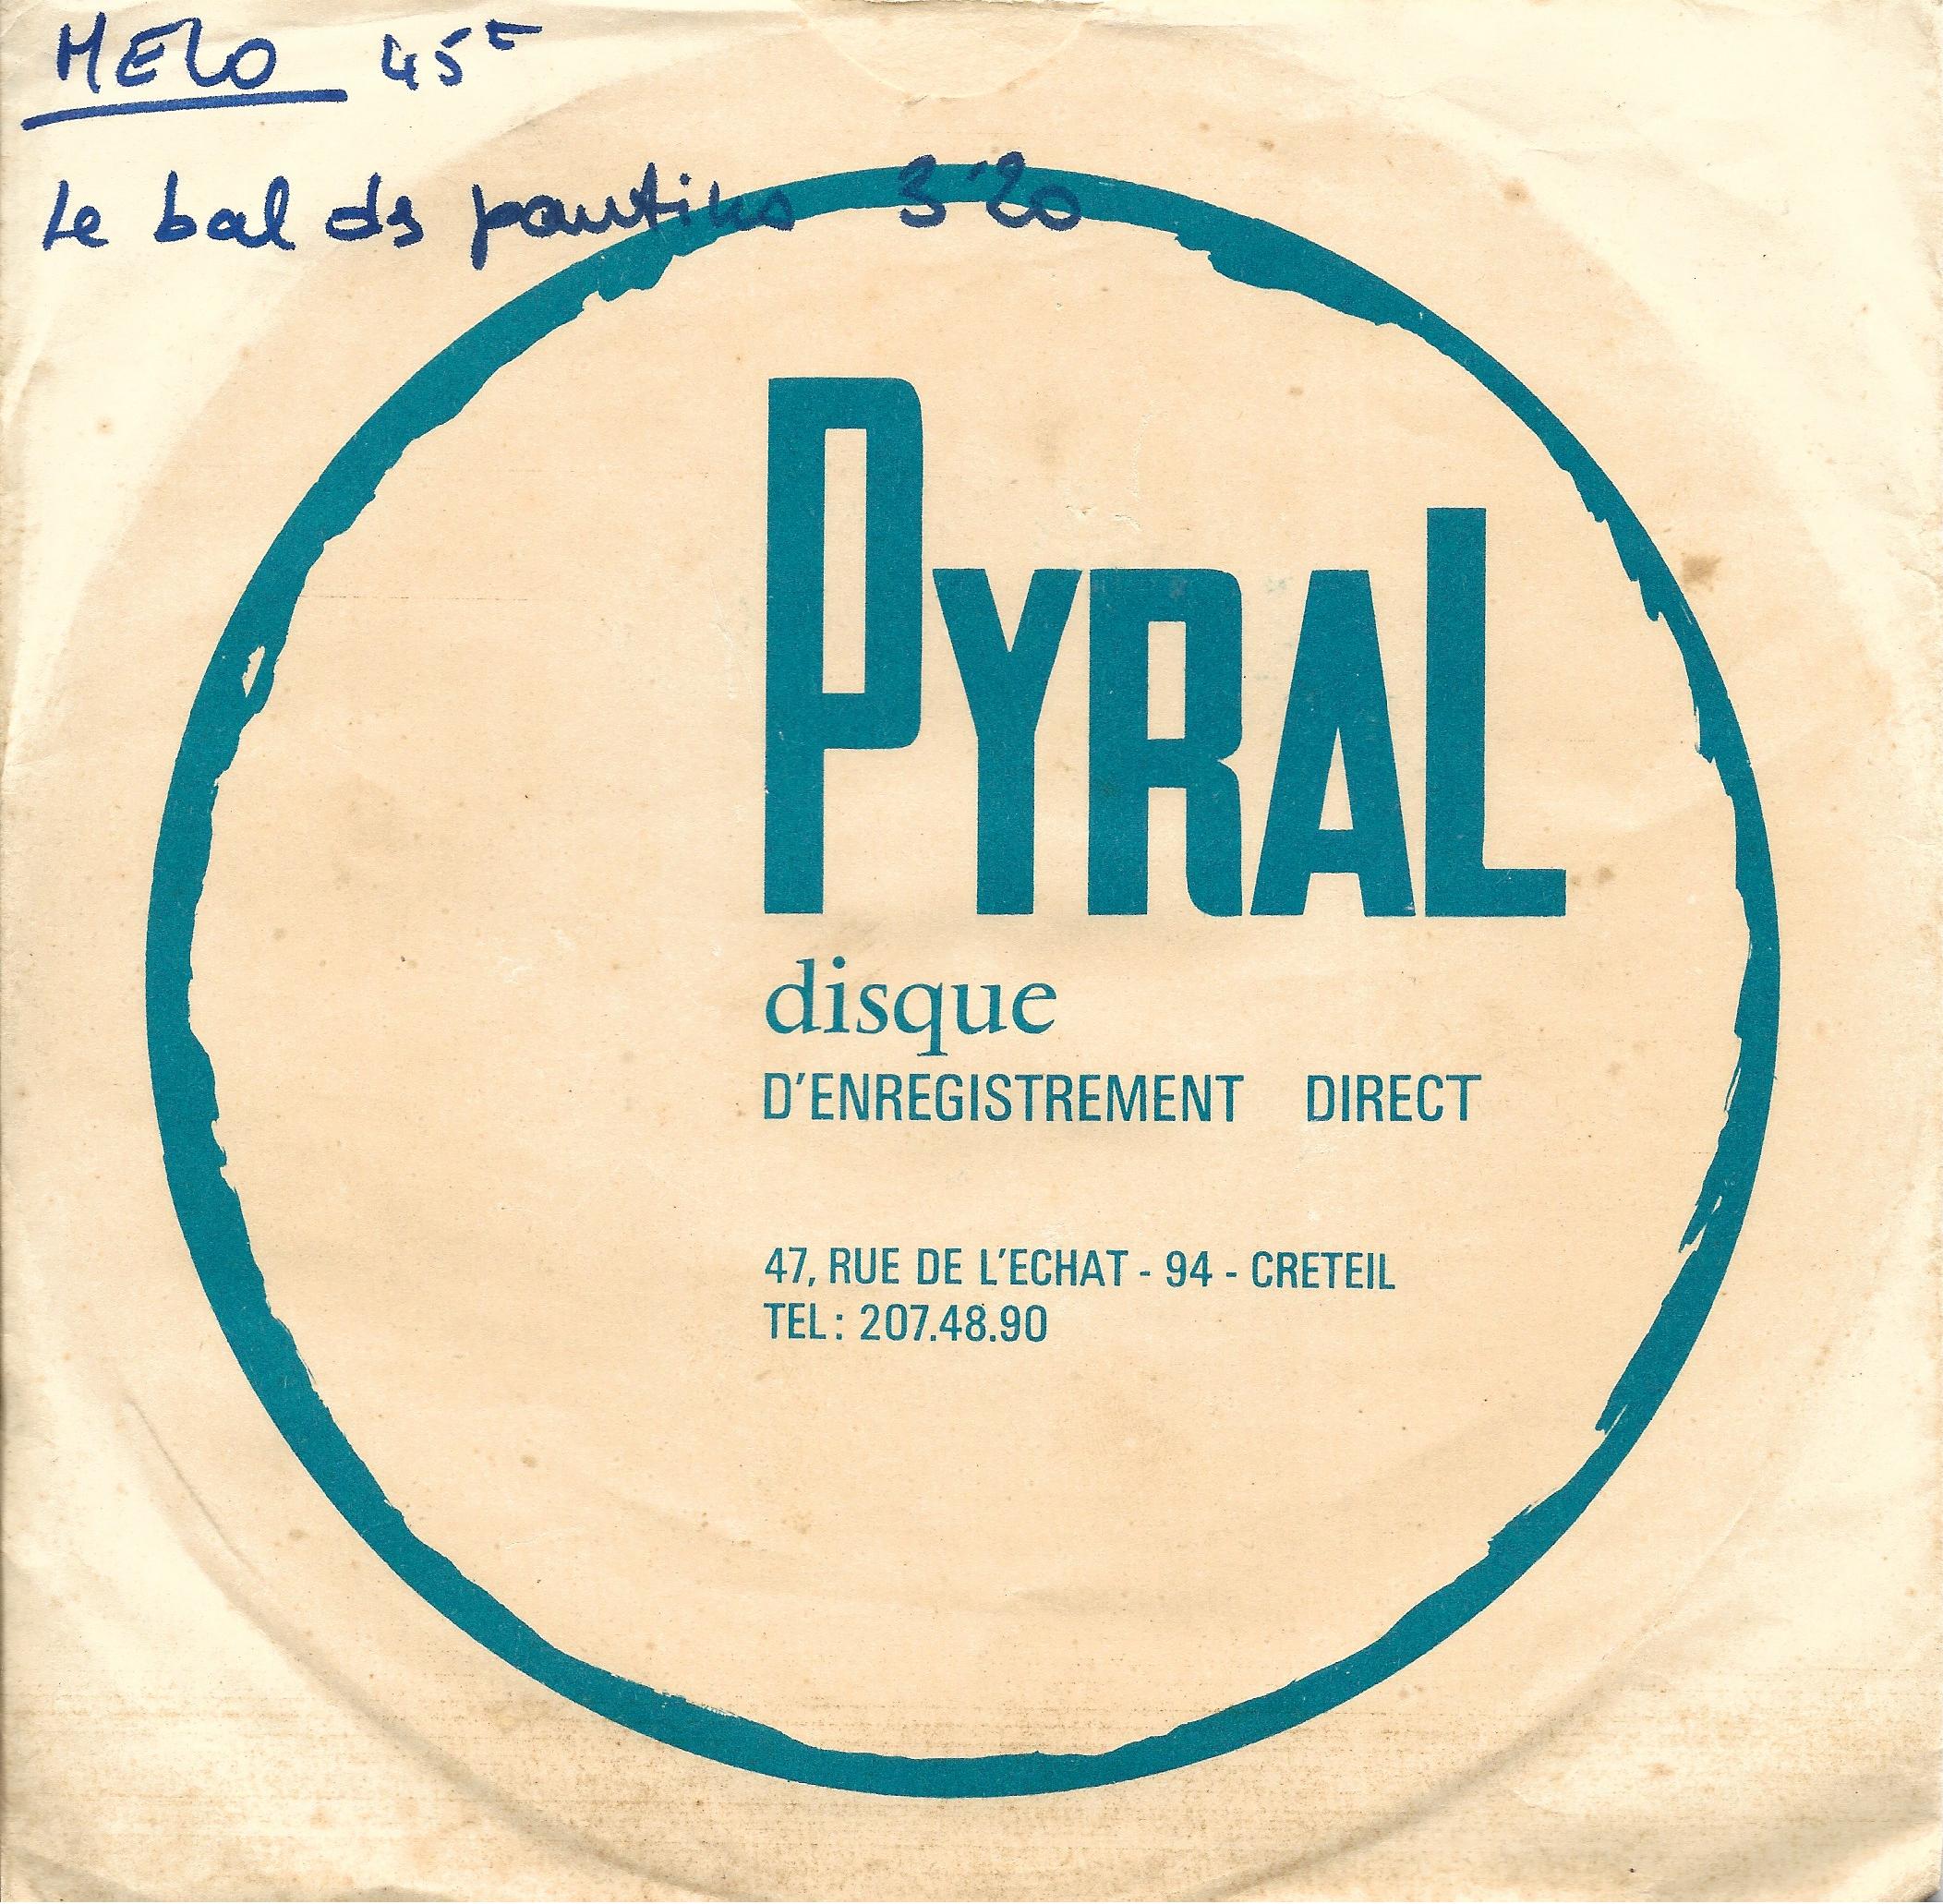 MELO 45t
Le bal ds pantins 3'20
PYRAL
disque
D'ENREGISTREMENT DIRECT
47, RUE DE L'ECHAT - 94 - CRETEIL
TEL: 207.48.90